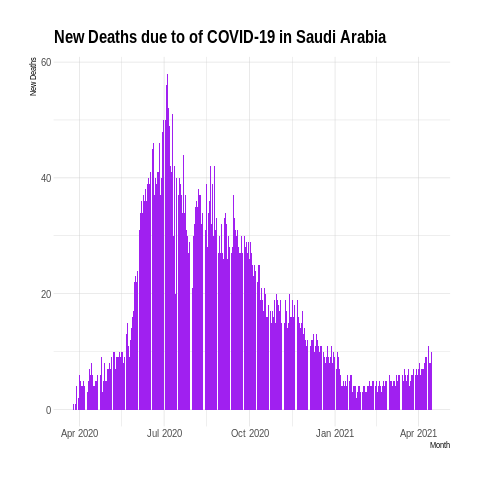 New Deaths due to of COVID-19 in Saudi Arabia
New Deaths
60
40
20
0
Apr 2020 Jul 2020 Oct 2020 Jan 2021 Apr 2021
Month